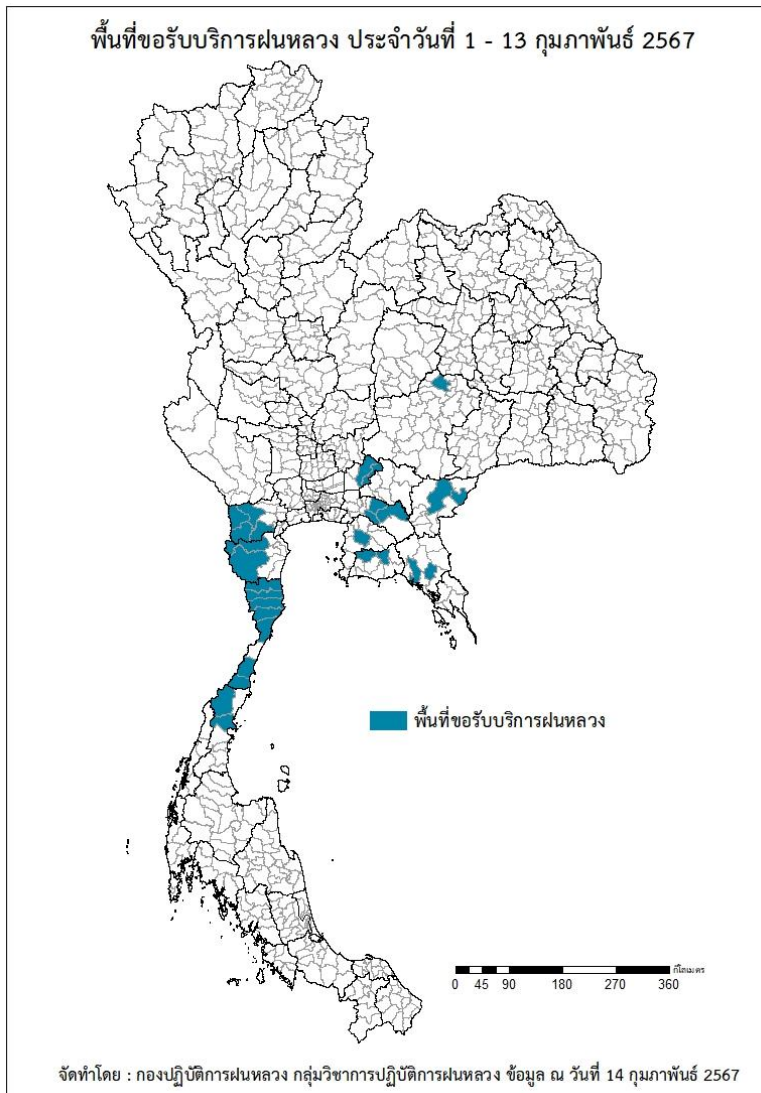 พื้นที่ขอรับบริการฝนหลวง ประจำวันที่ 1 - 13 กุมภาพันธ์ 2567
พื้นที่ขอรับบริการฝนหลวง
กิโลเมตร
0 45 90 180 270 360
จัดทำโดย : กองปฏิบัติการฝนหลวง กลุ่มวิชาการปฏิบัติการฝนหลวง ข้อมูล ณ วันที่ 14 กุมภาพันธ์ 2567